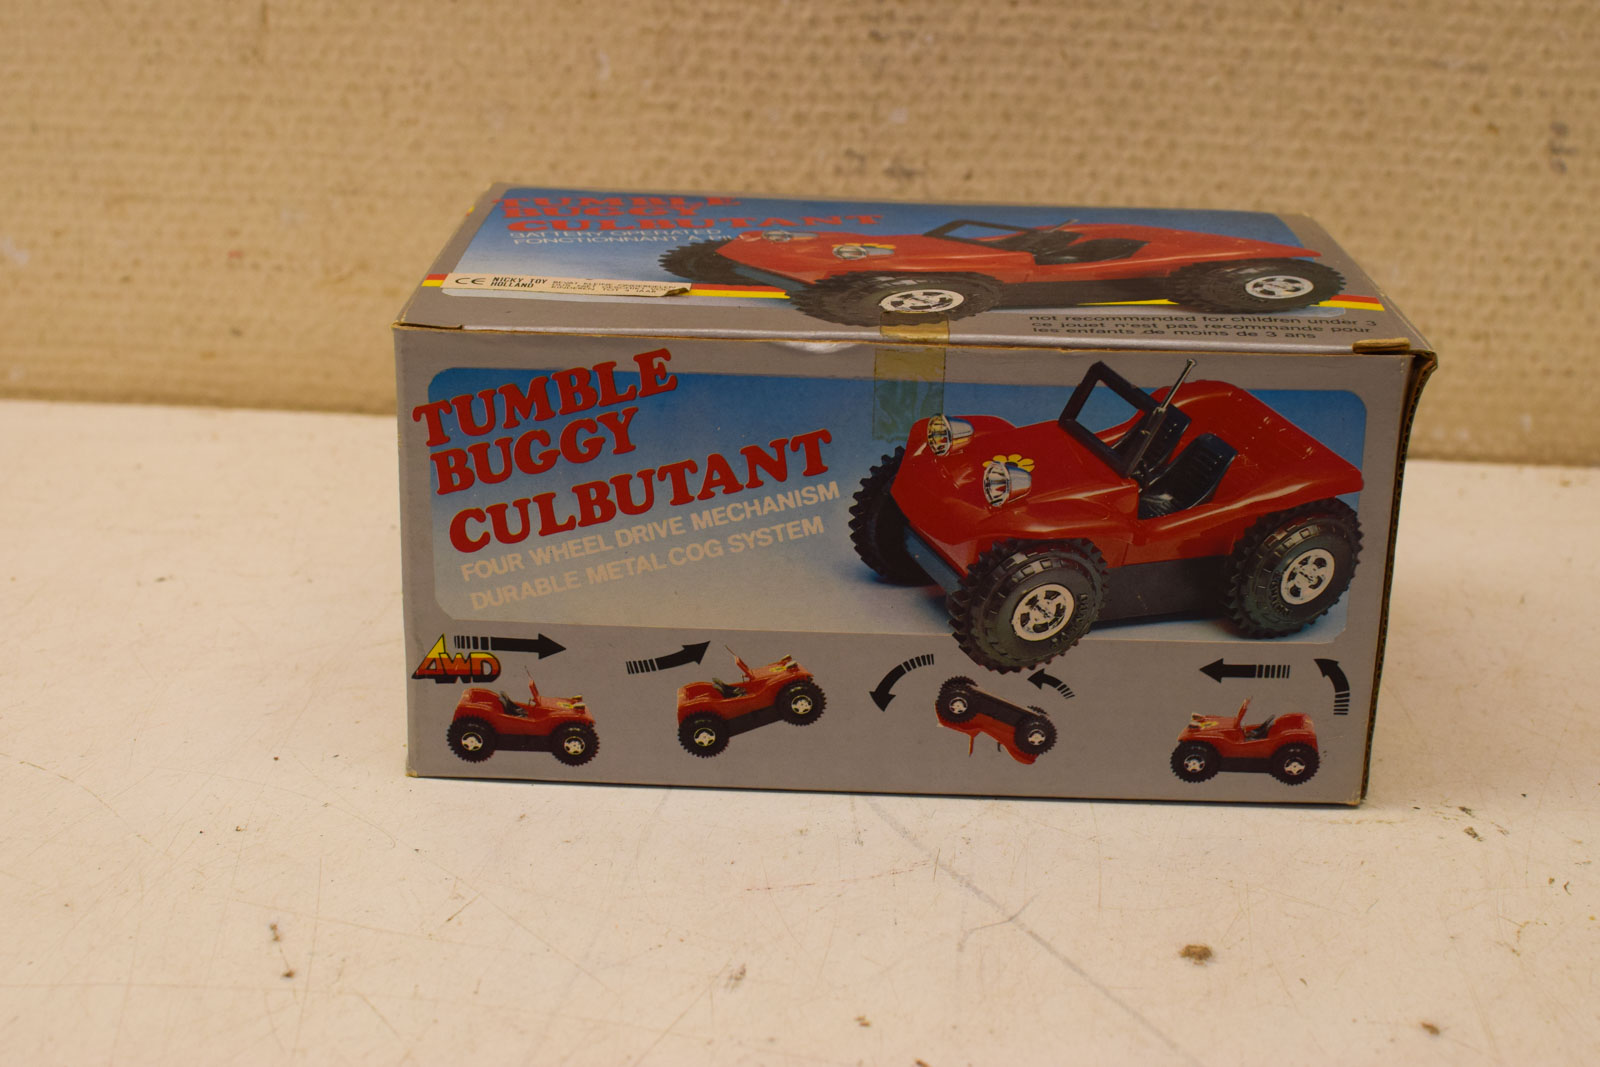 TUMBLE
BUGGY
CULBUTANT
BATTERY OPERATED
FONCTIONNANT A
CE NICKY TOY
HOLLAND
not recommended for children under 3
ce jouet n'est pas recommande pour
les enfants de moins de 3 ans
TUMBLE
BUGGY
CULBUTANT
FOUR WHEEL DRIVE MECHANISM
DURABLE METAL COG SYSTEM
4WD